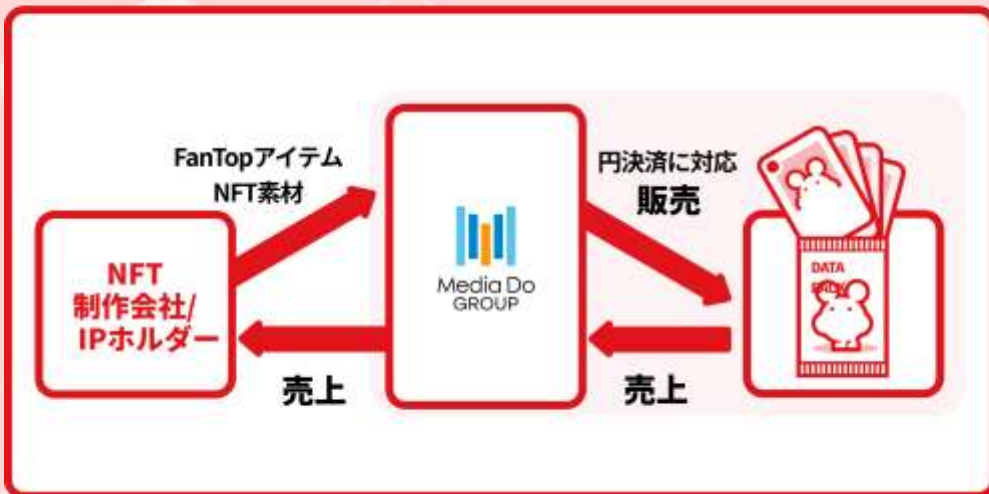 FanTopアイテム
NFT素材
円決済に対応
販売
NFT
制作会社/
IPホルダー
Media Do
GROUP
DATA
PACK
売上
売上